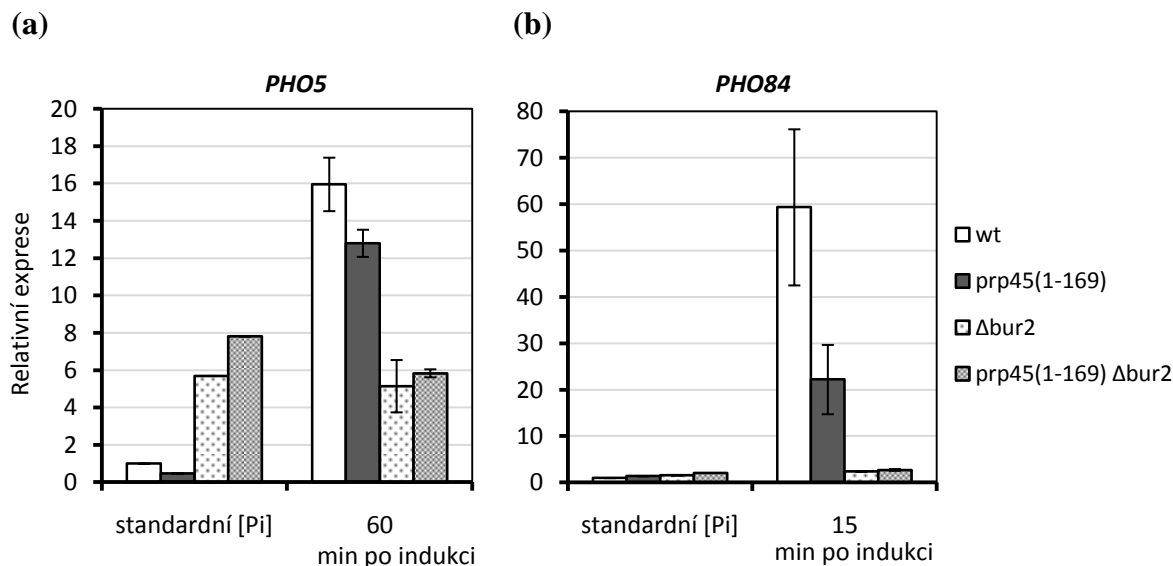 (a)
PHO5
Relativní exprese
20
18
16
14
12
10
8
6
4
2
0
standardní [Pi]
60
min po indukci
(b)
PHO84
80
70
60
50
40
30
20
10
0
standardní [Pi]
15
min po indukci
wt
prp45(1-169)
Δbur2
prp45(1-169) Δbur2